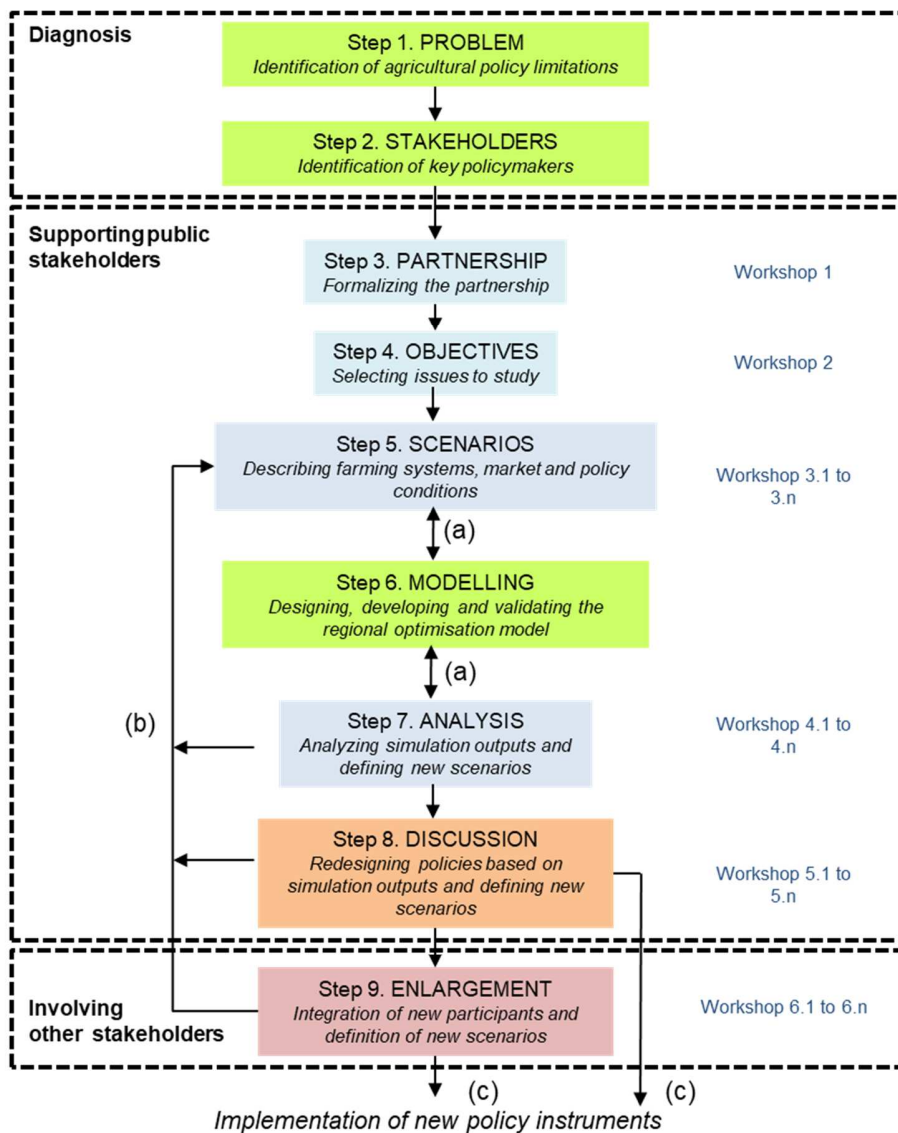 Diagnosis
Step 1. PROBLEM
Identification of agricultural policy limitations
Step 2. STAKEHOLDERS
Identification of key policymakers
Supporting public
stakeholders
Step 3. PARTNERSHIP
Formalizing the partnership
Workshop 1
Step 4. OBJECTIVES
Selecting issues to study
Workshop 2
Step 5. SCENARIOS
Describing farming systems, market and policy
conditions
Workshop 3.1 to
3.n
(a)
Step 6. MODELLING
Designing, developing and validating the
regional optimisation model
(a)
(b)
Step 7. ANALYSIS
Analyzing simulation outputs and
defining new scenarios
Workshop 4.1 to
4.n
Step 8. DISCUSSION
Redesigning policies based on
simulation outputs and defining new
scenarios
Workshop 5.1 to
5.n
Involving
other stakeholders
Step 9. ENLARGEMENT
Integration of new participants and
definition of new scenarios
Workshop 6.1 to 6.n
(c)
(c)
Implementation of new policy instruments